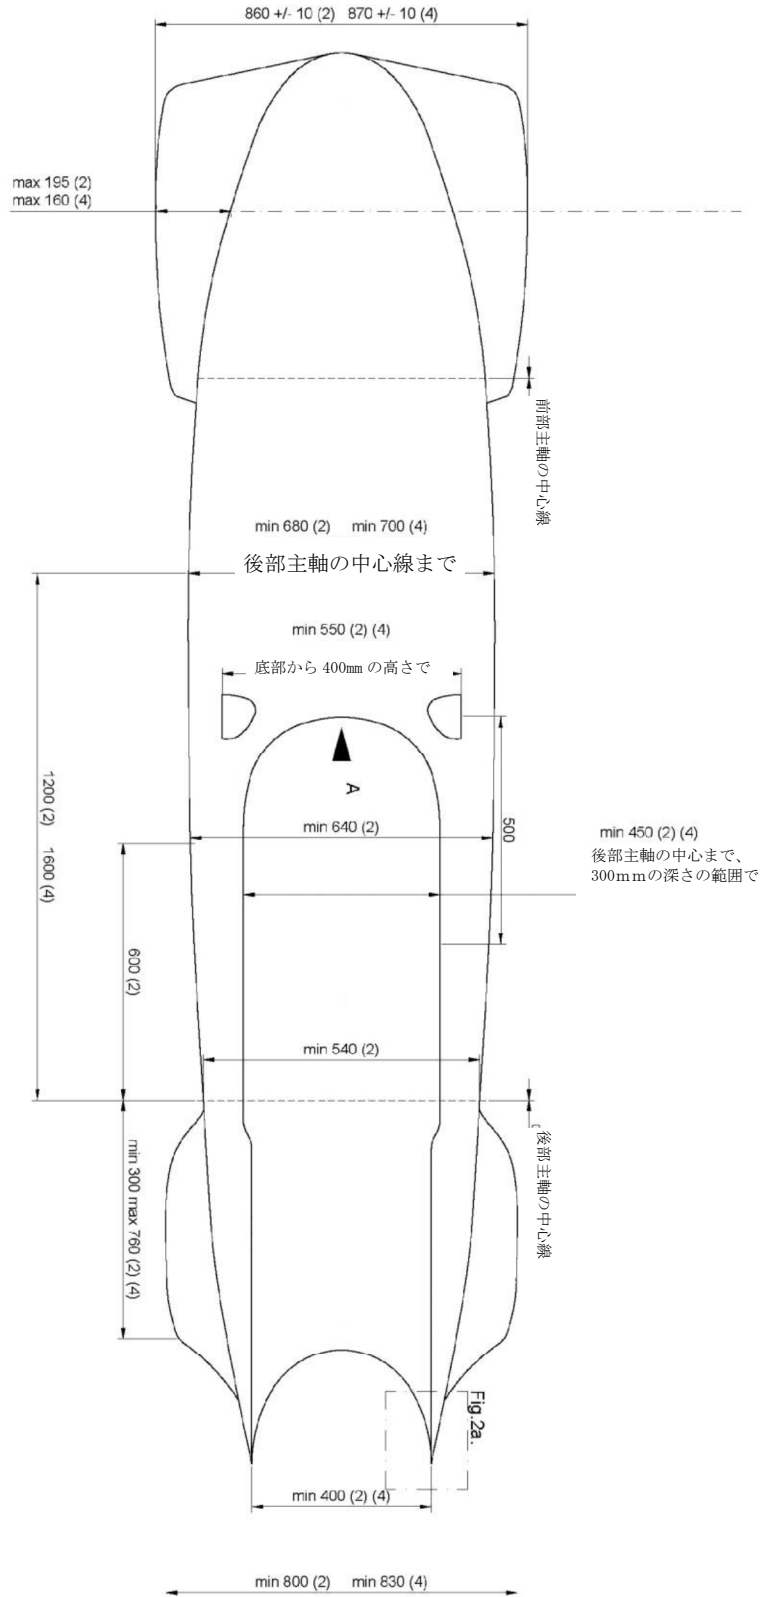 860 +/- 10 (2)   870 +/- 10 (4)
max 195 (2)
max 160 (4)
前部主軸の中心線
min 680 (2)   min 700 (4)
後部主軸の中心線まで
min 550 (2) (4)
底部から 400㎜ の高さで
A
1200 (2)   1600 (4)
500
min 640 (2)
min 450 (2) (4)
後部主軸の中心まで、
300ｍｍの深さの範囲で
600 (2)
min 540 (2)
後部主軸の中心線
min 300 max 760 (2) (4)
Fig.2a.
min 400 (2) (4)
min 800 (2)   min 830 (4)